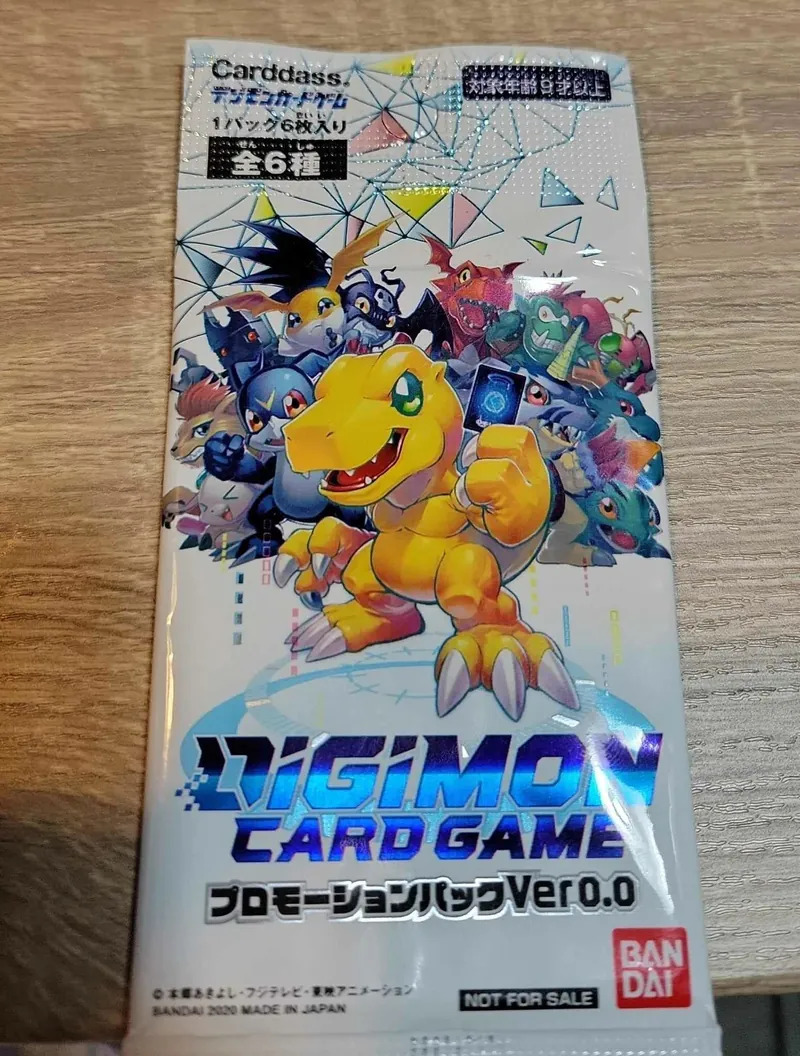 Carddass®
デジモンカードゲーム
1パック6枚入り
全6種
対象年齢9才以上
DIGIMON
CARD GAME
プロモーションパックVer0.0
© 本郷あきよし・フジテレビ・東映アニメーション
BANDAI 2020 MADE IN JAPAN
NOT FOR SALE
BAN
DAI